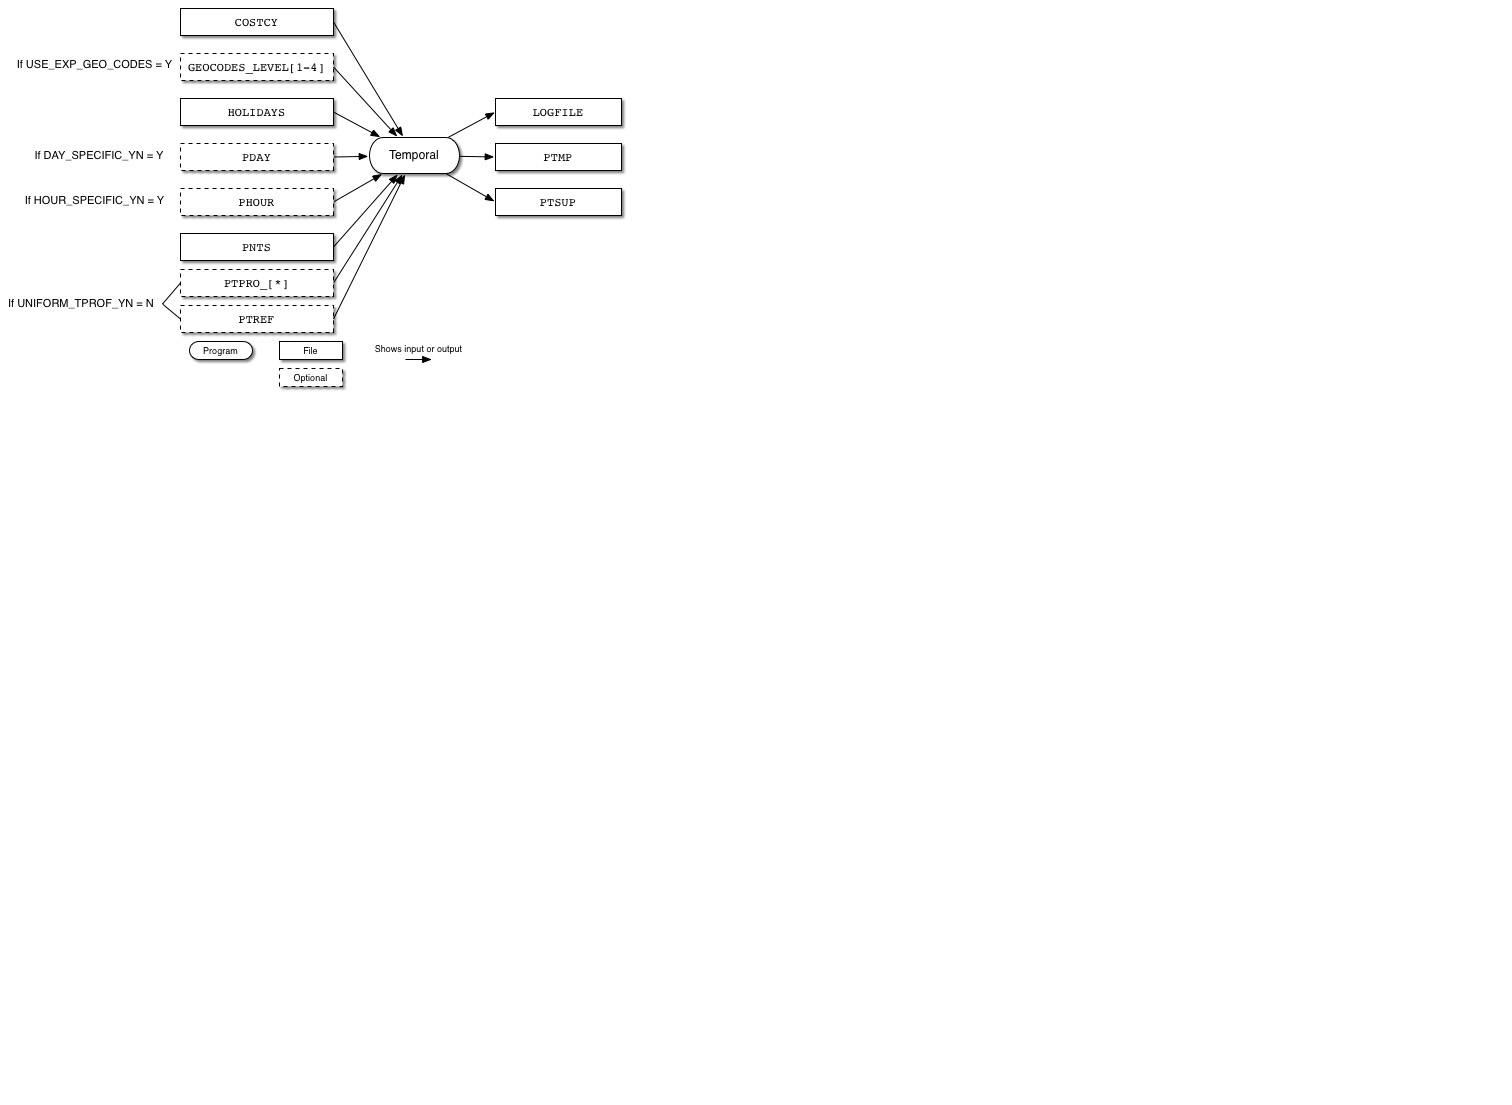 COSTCY
If USE_EXP_GEO_CODES = Y
GEOCODES_LEVEL[1-4]
HOLIDAYS
LOGFILE
If DAY_SPECIFIC_YN = Y
PDAY
Temporal
PTMP
If HOUR_SPECIFIC_YN = Y
PHOUR
PTSUP
PNTS
PTPRO_[*]
If UNIFORM_TPROF_YN = N
PTREF
Program
File
Shows input or output
Optional